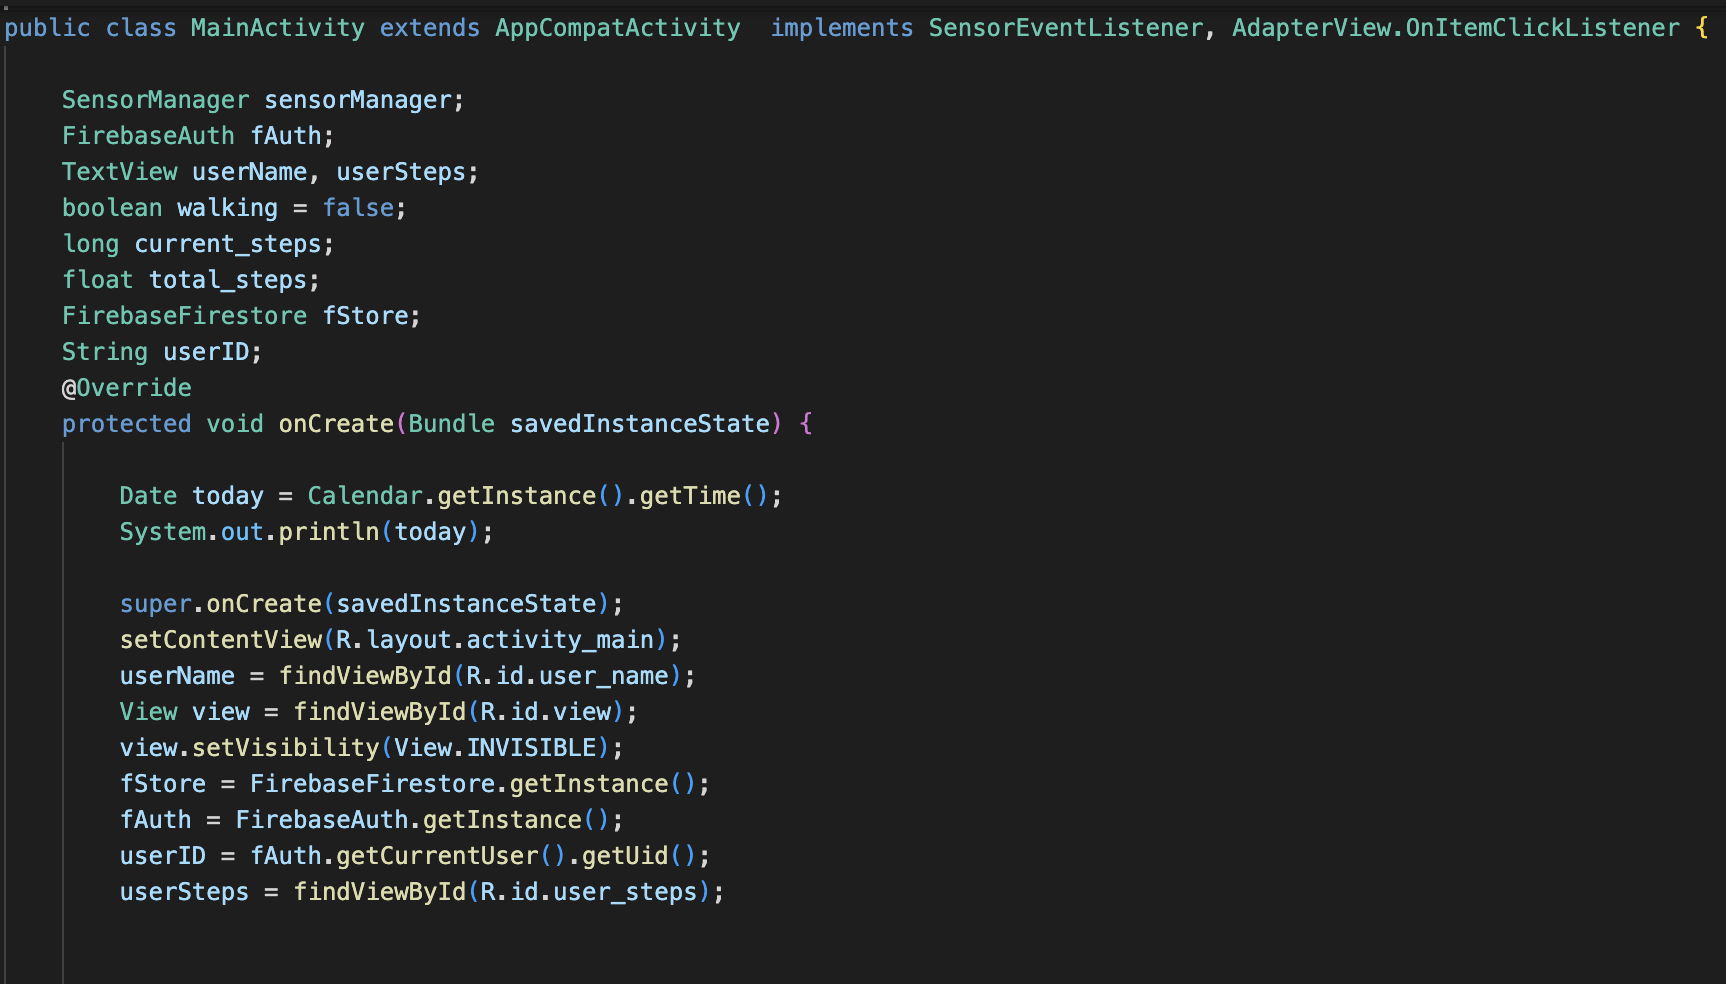 public class MainActivity extends AppCompatActivity  implements SensorEventListener, AdapterView.OnItemClickListener {
SensorManager sensorManager;
FirebaseAuth fAuth;
TextView userName, userSteps;
boolean walking = false;
long current_steps;
float total_steps;
FirebaseFirestore fStore;
String userID;
@Override
protected void onCreate(Bundle savedInstanceState) {
Date today = Calendar.getInstance().getTime();
System.out.println(today);
super.onCreate(savedInstanceState);
setContentView(R.layout.activity_main);
userName = findViewById(R.id.user_name);
View view = findViewById(R.id.view);
view.setVisibility(View.INVISIBLE);
fStore = FirebaseFirestore.getInstance();
fAuth = FirebaseAuth.getInstance();
userID = fAuth.getCurrentUser().getUid();
userSteps = findViewById(R.id.user_steps);